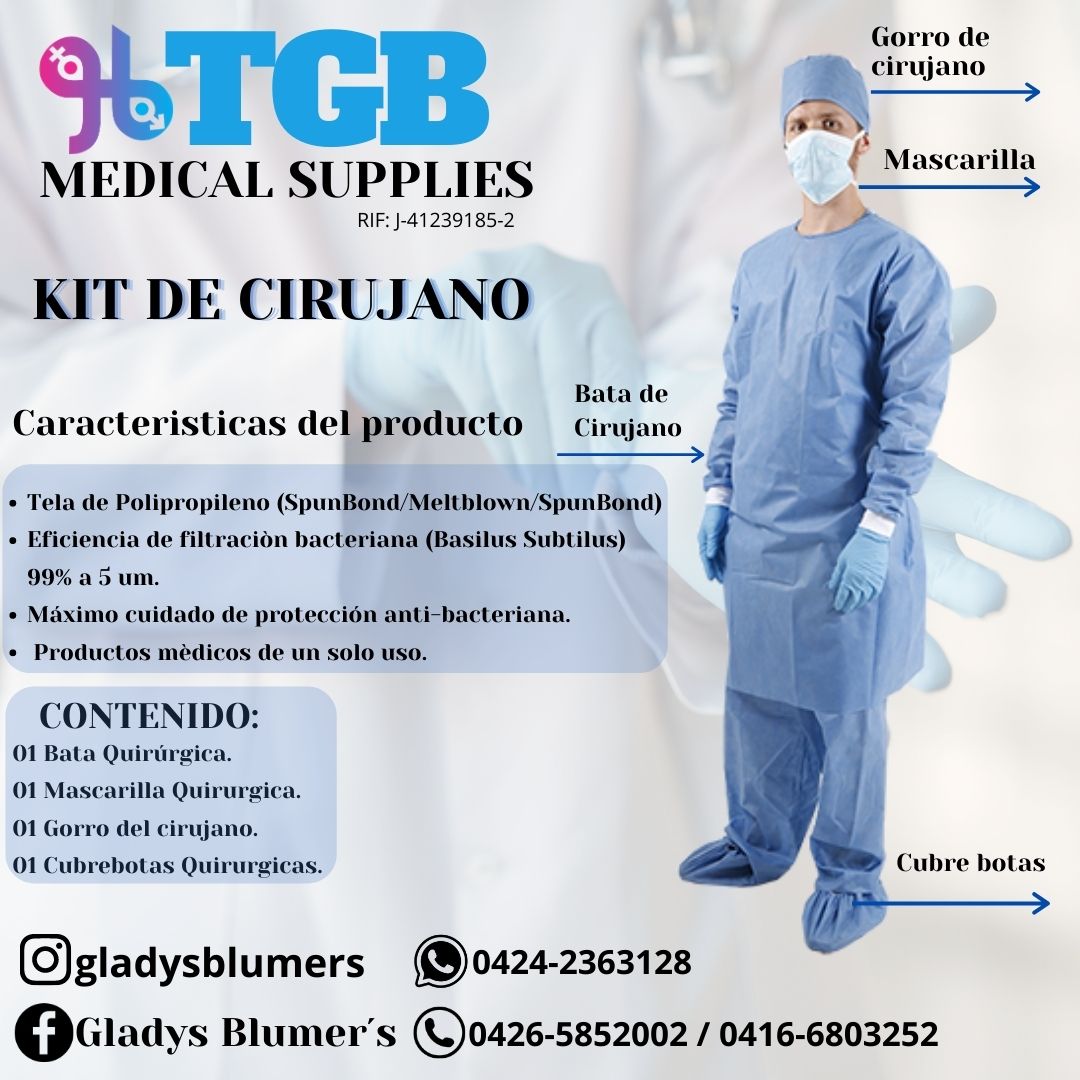 TGB
MEDICAL SUPPLIES
RIF: J-41239185-2
KIT DE CIRUJANO
Gorro de
cirujano
Mascarilla
Bata de
Cirujano
Caracteristicas del producto
• Tela de Polipropileno (SpunBond/Meltblown/SpunBond)
• Eficiencia de filtraciòn bacteriana (Basilus Subtilus)
99% a 5 um.
• Máximo cuidado de protección anti-bacteriana.
• Productos mèdicos de un solo uso.
CONTENIDO:
01 Bata Quirúrgica.
01 Mascarilla Quirurgica.
01 Gorro del cirujano.
01 Cubrebotas Quirurgicas.
Cubre botas
gladysblumers
0424-2363128
Gladys Blumer´s
0426-5852002 / 0416-6803252